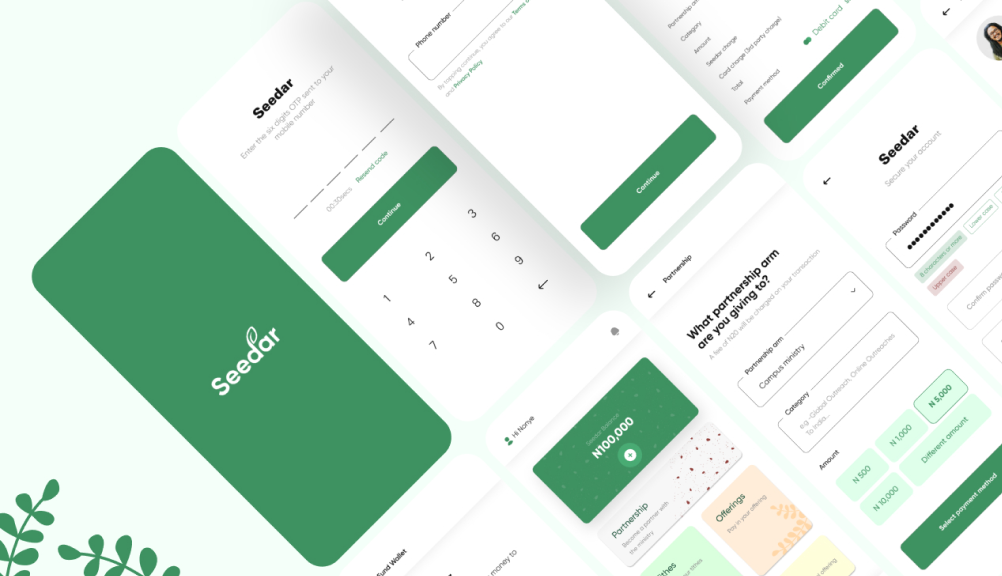 Seedar
Seedar
Enter the six digits OTP sent to your
mobile number
00:30secs
Resend code
Continue
1
2
3
4
5
6
7
8
9
0
Phone number
By tapping continue, you agree to our Terms
and Privacy Policy
Continue
Partnership arm
Category
Amount
Seedar charge
Card charge (3rd party charge)
Total
Payment method
Debit card
Confirmed
Seedar
Secure your account
Password
8 characters or more
Lower case
Upper case
Confirm
Partnership
What partnership arm
are you giving to?
A fee of N20 will be charged on your transaction
Partnership arm
Campus ministry
Category
e.g -Global Outreach, Online Outreaches
To India...
Amount
N 500
N 1,000
N 5,000
N 10,000
Different amount
Select payment method
Hi Nonye
Seedar Balance
N100,000
Partnership
Become a partner with
the ministry
Offerings
Pay in your offering
Fund Wallet
money to